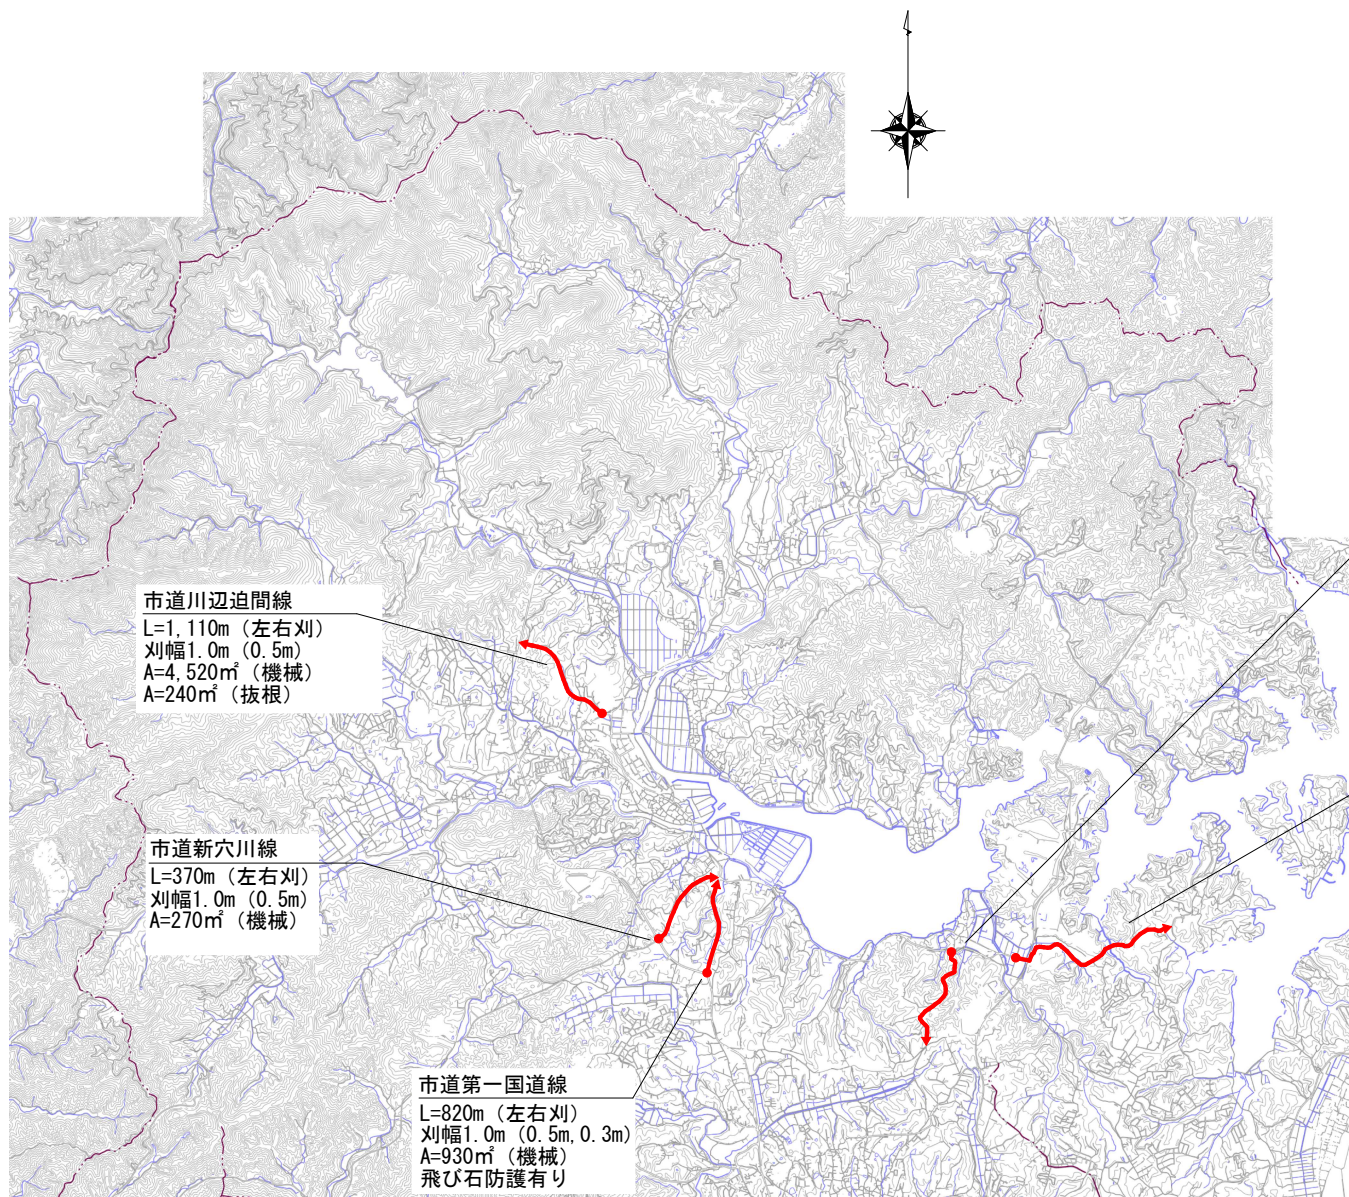 市道川辺迫間線
L=1,110m（左右刈）
刈幅1.0m（0.5m）
A=4,520㎡（機械）
A=240㎡（抜根）
市道新穴川線
L=370m（左右刈）
刈幅1.0m（0.5m）
A=270㎡（機械）
市道第一国道線
L=820m（左右刈）
刈幅1.0m（0.5m,0.3m）
A=930㎡（機械）
飛び石防護有り